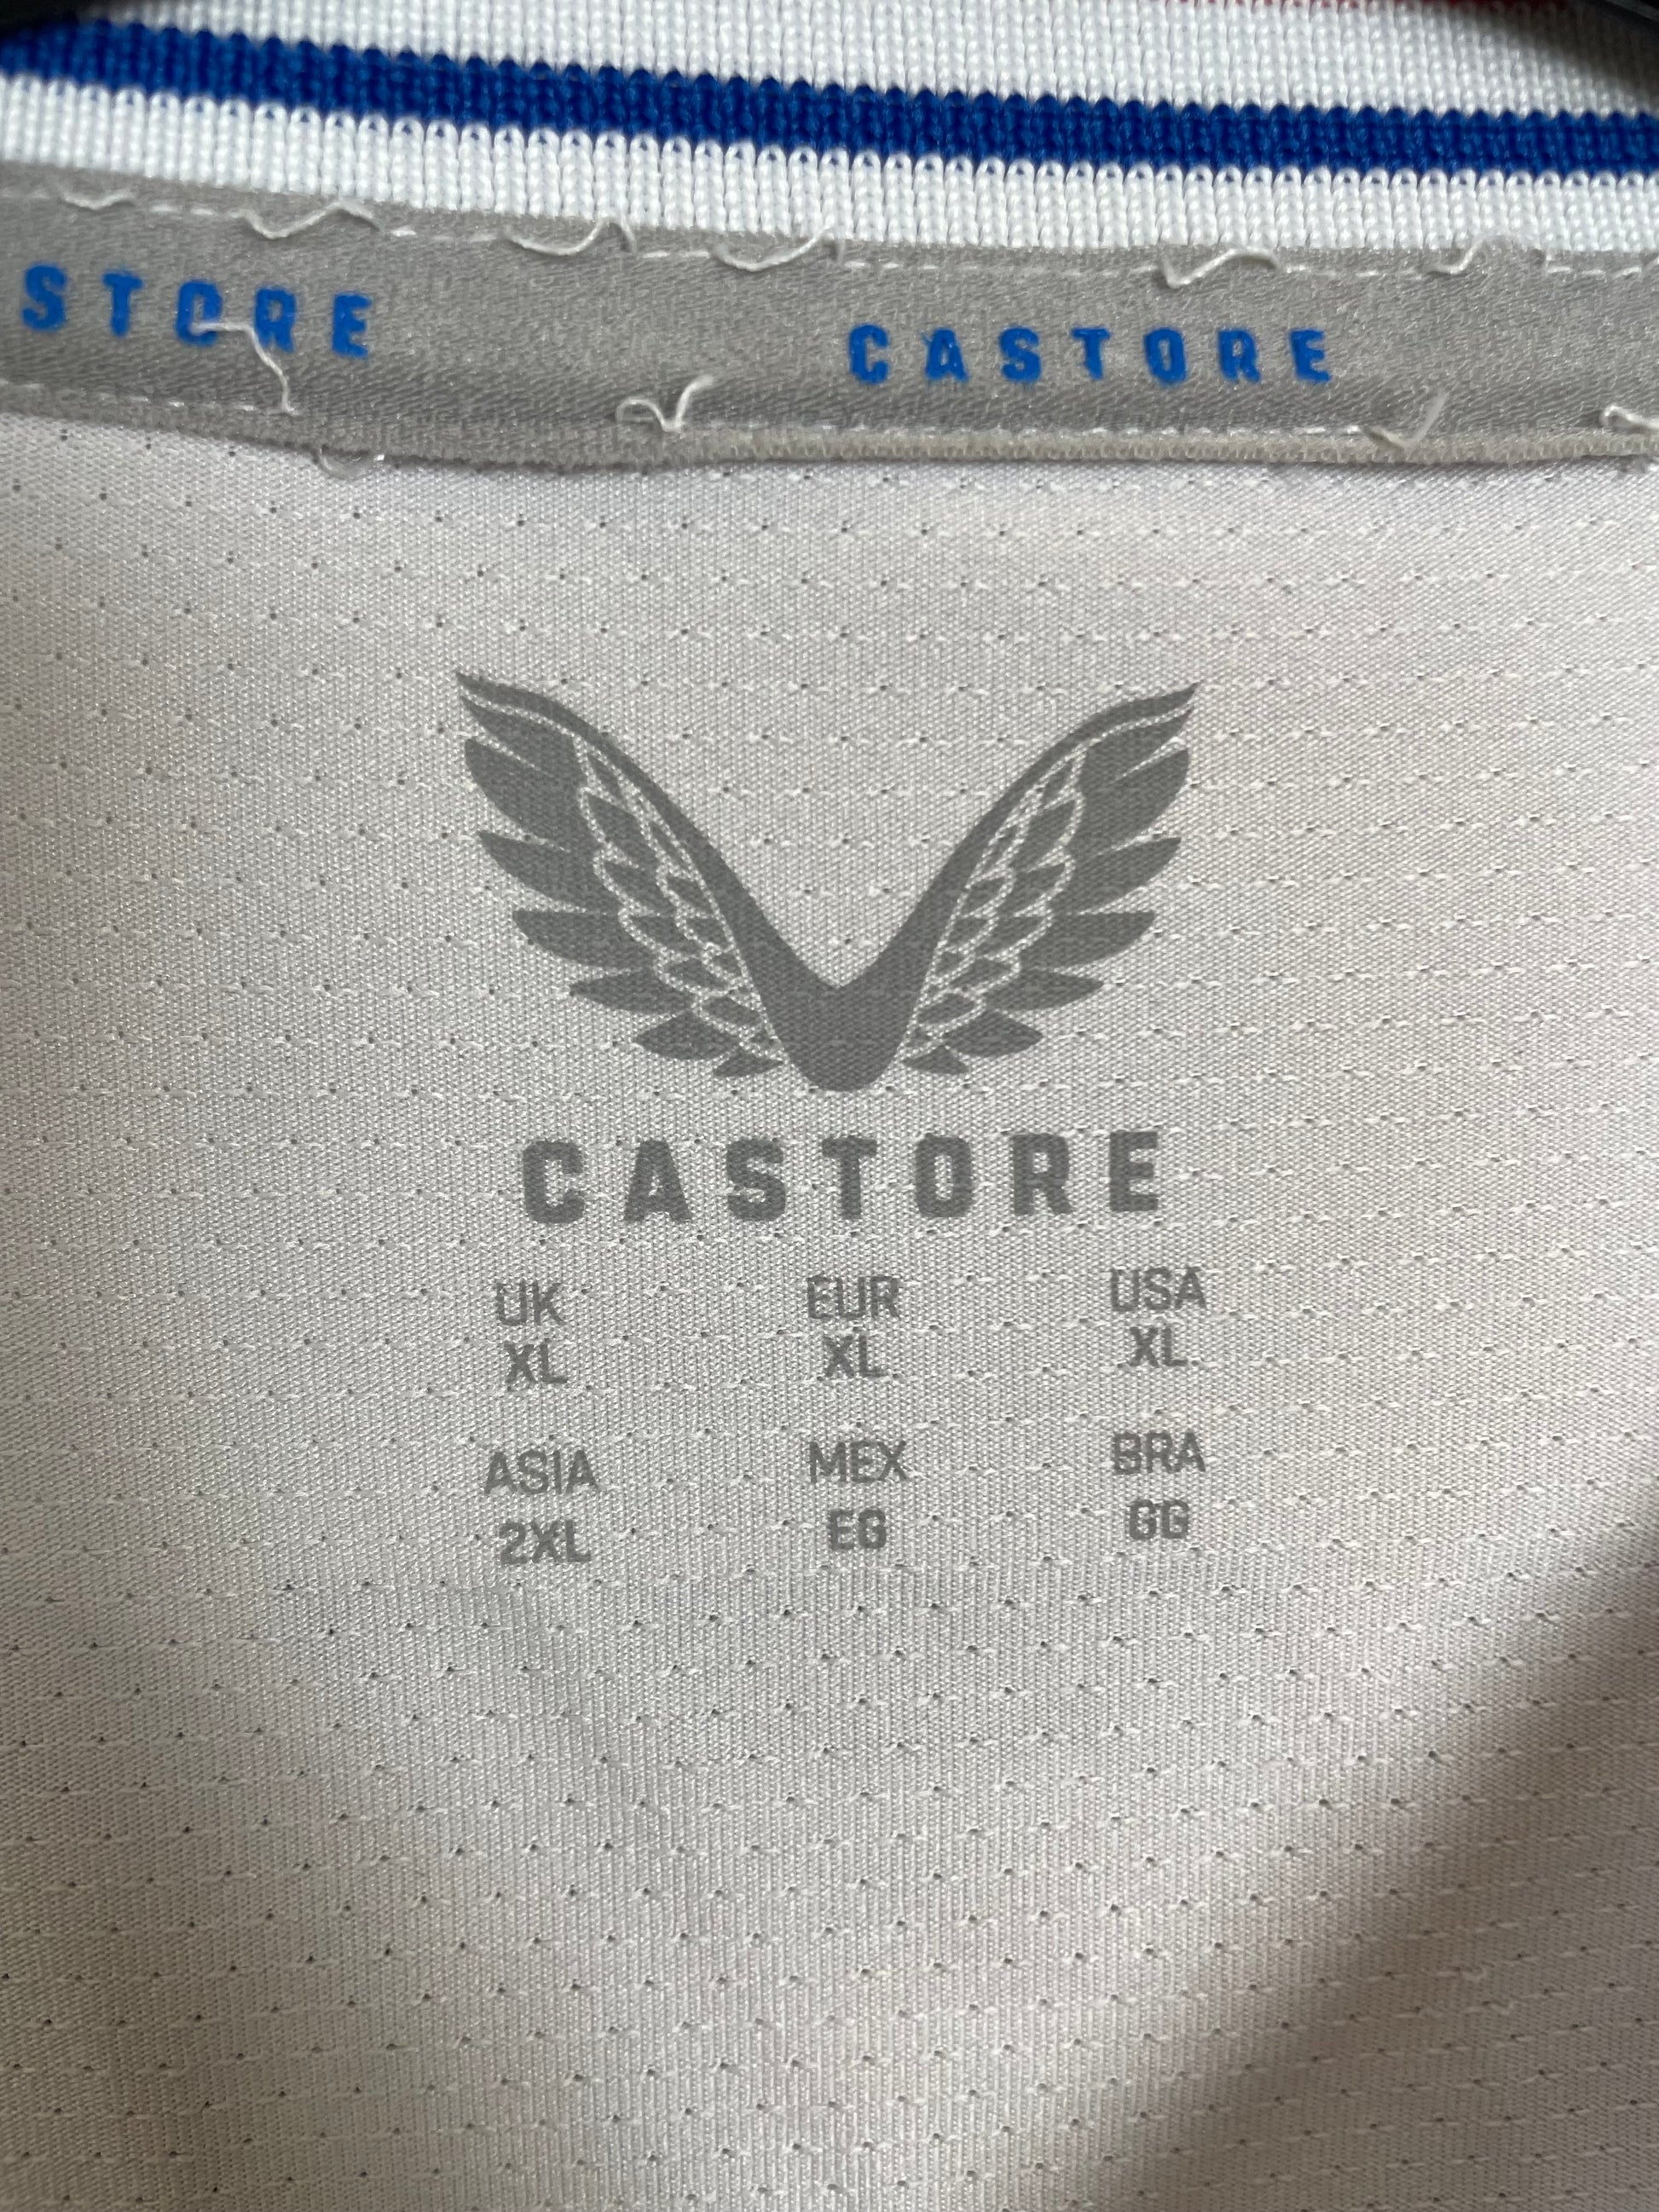 STORE CASTORE
CASTORE
UK EUR USA
XL XL XL
ASIA MEX BRA
2XL EG GG